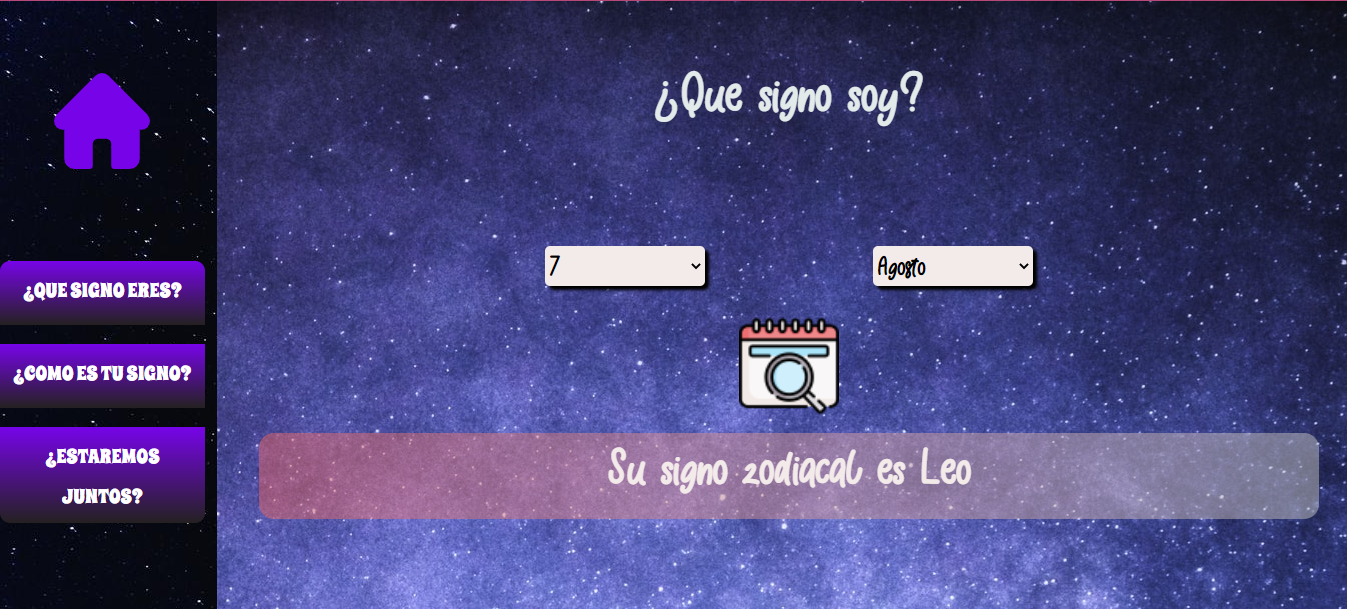 ¿Que signo soy?
¿QUE SIGNO ERES?
¿COMO ES TU SIGNO?
¿ESTAREMOS
JUNTOS?
7
Agosto
Su signo zodiacal es Leo